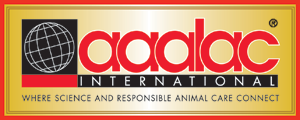 aaalac®
INTERNATIONAL
WHERE SCIENCE AND RESPONSIBLE ANIMAL CARE CONNECT